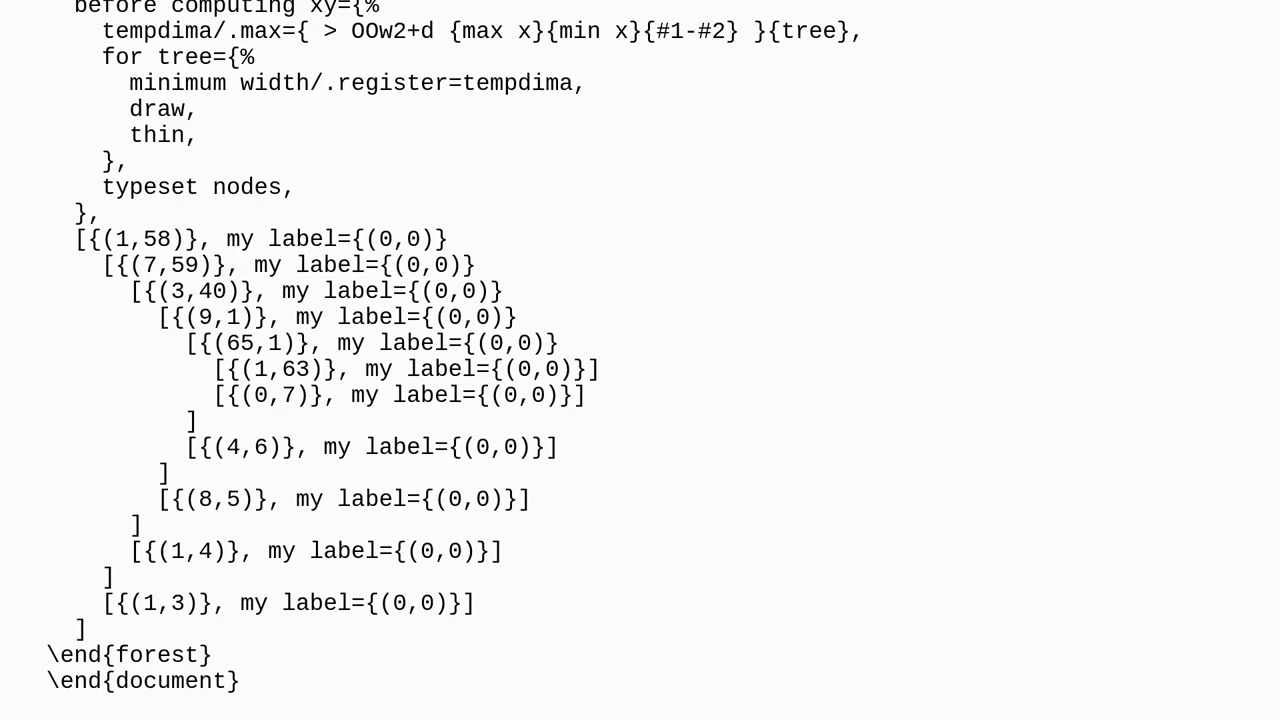 before computing xy={%
tempdima/.max={ > OOw2+d {max x}{min x}{#1-#2} }{tree},
for tree={%
minimum width/.register=tempdima,
draw,
thin,
},
typeset nodes,
},
[{(1,58)}, my label={(0,0)}
[{(7,59)}, my label={(0,0)}
[{(3,40)}, my label={(0,0)}
[{(9,1)}, my label={(0,0)}
[{(65,1)}, my label={(0,0)}
[{(1,63)}, my label={(0,0)}]
[{(0,7)}, my label={(0,0)}]
]
[{(4,6)}, my label={(0,0)}]
]
[{(8,5)}, my label={(0,0)}]
]
[{(1,4)}, my label={(0,0)}]
]
[{(1,3)}, my label={(0,0)}]
]
\end{forest}
\end{document}